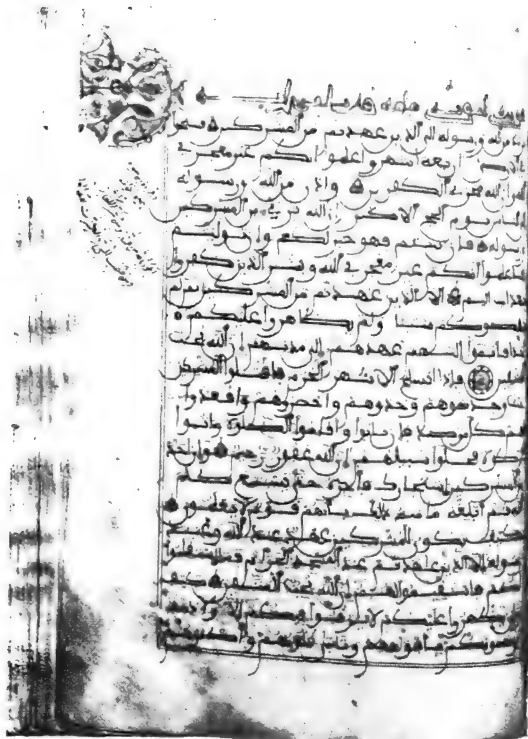 التوبة مائة
من الله ورسوله الى الذين عهدتم من المشركين فسيحوا
في الارض اربعة اشهر واعلموا انكم غير معجزي
الله وان الله مخزي الكفرين واذن من الله ورسوله
الى الناس يوم الحج الاكبر ان الله بريء من المشركين
ورسوله فان تبتم فهو خير لكم وان توليتم
فاعلموا انكم غير معجزي الله وبشر الذين كفروا
بعذاب اليم الا الذين عهدتم من المشركين ثم لم
ينقصوكم شيئا ولم يظهروا عليكم ا
حدا فاتموا اليهم عهدهم الى مدتهم ان الله يحب
المتقين فاذا انسلخ الاشهر الحرم فاقتلوا المشركين
حيث وجدتموهم وخذوهم واحصروهم واقعدوا
لهم كل مرصد فان تابوا واقاموا الصلوة واتوا
الزكوة فخلوا سبيلهم ان الله غفور رحيم وان احد
من المشركين استجارك فاجره حتى يسمع كلم
الله ثم ابلغه مامنه ذلك بانهم قوم لا يعلمون
كيف يكون للمشركين عهد عند الله وعند
رسوله الا الذين عهدتم عند المسجد الحرام فما استقموا
لكم فاستقيموا لهم ان الله يحب المتقين كيف
وان يظهروا عليكم لا يرقبوا فيكم الا ولا ذمة
يرضونكم بافوههم وتابى قلوبهم واكثرهم